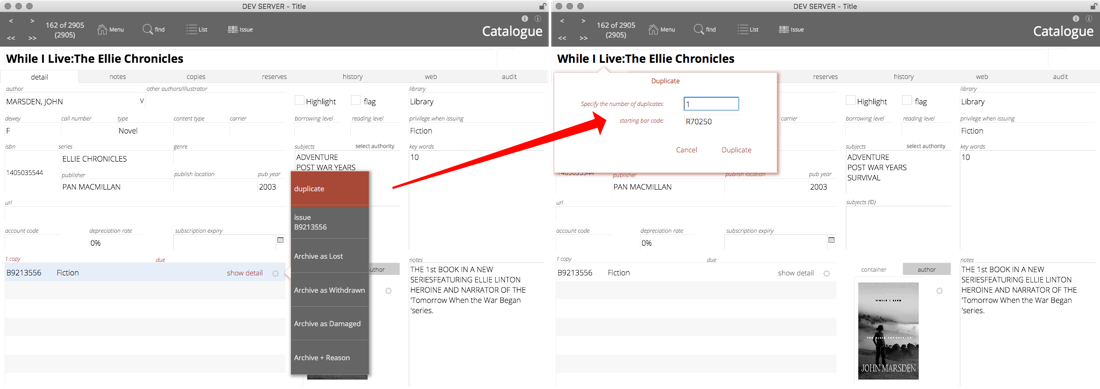 DEV SERVER - Title
< >
<< >>
162 of 2905
(2905)
Menu
find
List
Issue
Catalogue
While I Live:The Ellie Chronicles
detail
notes
copies
reserves
history
web
audit
author
other authors/illustrator
library
MARSDEN, JOHN
V
Highlight
flag
Library
dewey
call number
type
content type
carrier
borrowing level
reading level
privilege when issuing
F
Novel
Fiction
isbn
series
genre
subjects
select authority
key words
ELLIE CHRONICLES
ADVENTURE
10
POST WAR YEARS
1405035544
publisher
publish location
pub year
PAN MACMILLAN
2003
url
account code
depreciation rate
subscription expiry
0%
1 copy
due
notes
B9213556
Fiction
show detail
author
duplicate
issue
B9213556
Archive as Lost
Archive as Withdrawn
Archive as Damaged
Archive + Reason
THE 1st BOOK IN A NEW
SERIESFEATURING ELLIE LINTON
HEROINE AND NARRATOR OF THE
'Tomorrow When the War Began
'series.
DEV SERVER - Title
< >
<< >>
162 of 2905
(2905)
Menu
find
List
Issue
Catalogue
While I Live:The Ellie Chronicles
reserves
history
web
audit
Duplicate
Specify the number of duplicates:
1
starting bar code:
R70250
Cancel
Duplicate
library
Highlight
flag
Library
borrowing level
reading level
privilege when issuing
Fiction
subjects
select authority
key words
ADVENTURE
10
POST WAR YEARS
SURVIVAL
1405035544
publisher
publish location
pub year
PAN MACMILLAN
2003
url
subjects (f0)
account code
depreciation rate
subscription expiry
0%
1 copy
due
notes
B9213556
Fiction
show detail
container
author
THE 1st BOOK IN A NEW
SERIESFEATURING ELLIE LINTON
HEROINE AND NARRATOR OF THE
'Tomorrow When the War Began
'series.
WHILE I LIVE
THE ELLIE CHRONICLES
JOHN MARSDEN